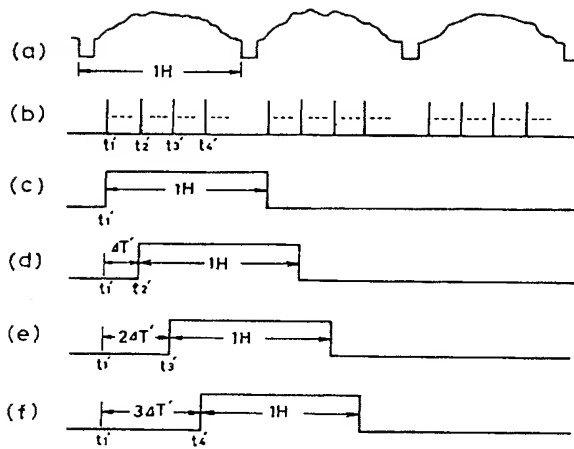 (a)
1H
(b)
t1' t2' t3' t4'
(c)
1H
t1'
(d)
ΔT'
1H
t1' t2'
(e)
2ΔT'
1H
t1' t3'
(f)
3ΔT'
1H
t1' t4'